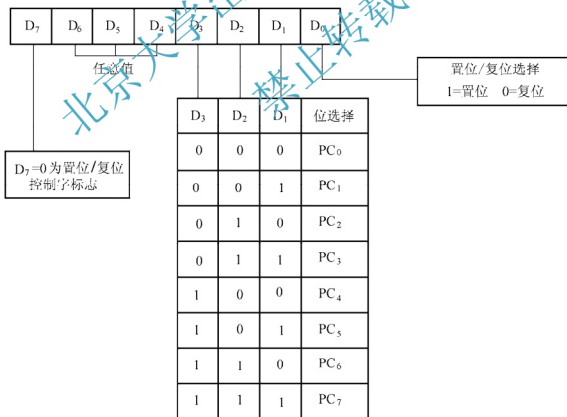 D7 D6 D5 D4 D3 D2 D1 D0
任意值
置位/复位选择
1=置位 0=复位
D7=0为置位/复位
控制字标志
D3 D2 D1 位选择
0 0 0 PC0
0 0 1 PC1
0 1 0 PC2
0 1 1 PC3
1 0 0 PC4
1 0 1 PC5
1 1 0 PC6
1 1 1 PC7
北京大学
禁止转载